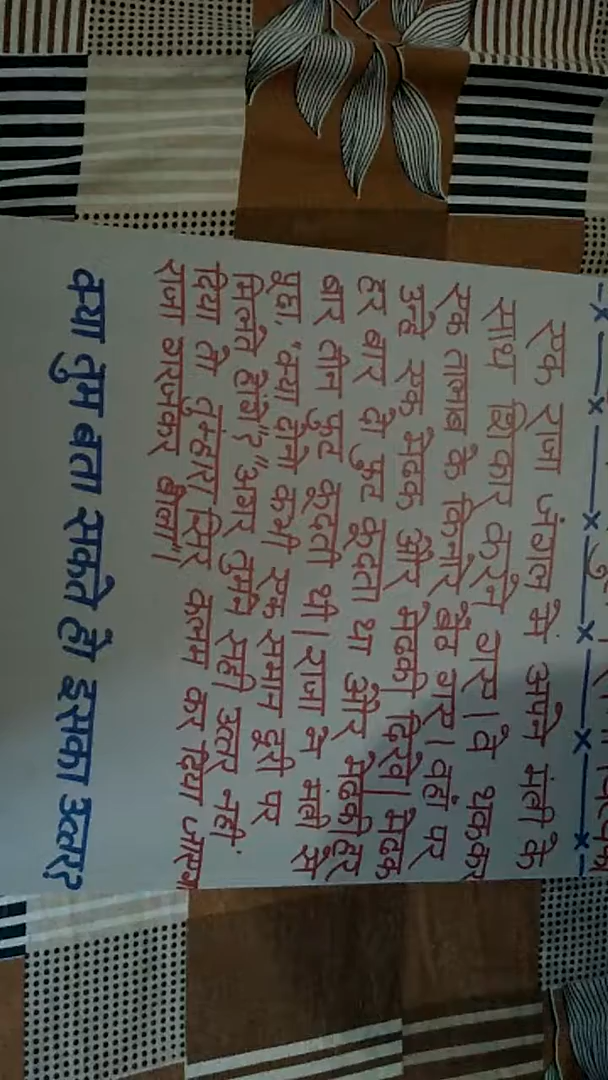 एक राजा जंगल मे अपने मंत्री के
साथ शिकार करने गए। वे थककर
एक तालाब के किनारे बैठ गए। वहां पर
उन्हे एक मेंढक और मेंढकी दिखे। मेंढक
हर बार दो फुट कूदता था और मेंढकी हर
बार तीन फुट कूदती थी। राजा ने मंत्री से
पूछा, "क्या दोनो कभी एक समान दूरी पर
मिलते होंगे"? "अगर तुमने सही उत्तर नहीं
दिया तो तुम्हारा सिर कलम कर दिया जाएगा
राजा गरजकर बोला"।
क्या तुम बता सकते हो इसका उत्तर?